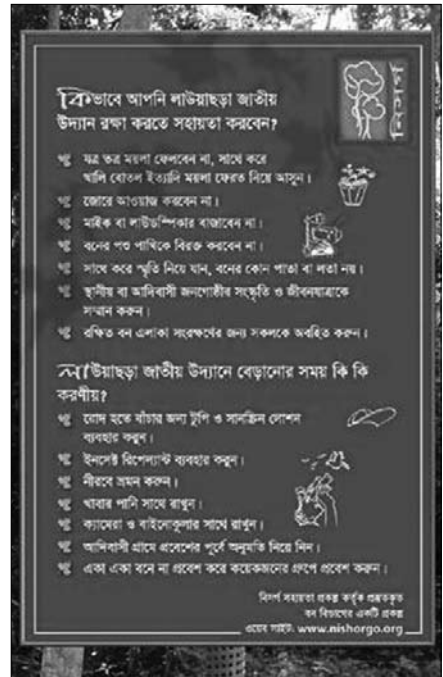 নিসর্গ
কিভাবে আপনি লাউয়াছড়া জাতীয়
উদ্যান রক্ষা করতে সহায়তা করবেন?
যত্র তত্র ময়লা ফেলবেন না, সাথে করে
খালি বোতল ইত্যাদি ময়লা ফেরত নিয়ে আসুন।
জোরে আওয়াজ করবেন না।
মাইক বা লাউডস্পিকার বাজাবেন না।
বনের পশু পাখিকে বিরক্ত করবেন না।
সাথে করে স্মৃতি নিয়ে যান, বনের কোন পাতা বা লতা নয়।
স্থানীয় বা আদিবাসী জনগোষ্ঠীর সংস্কৃতি ও জীবনযাত্রাকে
সম্মান করুন।
রক্ষিত বন এলাকা সংরক্ষণের জন্য সকলকে অবহিত করুন।
লাউয়াছড়া জাতীয় উদ্যানে বেড়ানোর সময় কি কি
করণীয়?
রোদ হতে বাঁচার জন্য টুপি ও সানস্ক্রিন লোশন
ব্যবহার করুন।
ইনসেক্ট রিপেল্যান্ট ব্যবহার করুন।
নীরবে ভ্রমন করুন।
খাবার পানি সাথে রাখুন।
ক্যামেরা ও বাইনোকুলার সাথে রাখুন।
আদিবাসী গ্রামে প্রবেশের পূর্বে অনুমতি নিয়ে নিন।
একা একা বনে না প্রবেশ করে কয়েকজনের গ্রুপে প্রবেশ করুন।
নিসর্গ সহায়তা প্রকল্প কর্তৃক প্রস্তুতকৃত
বন বিভাগের একটি প্রকল্প
ওয়েব সাইট: www.nishorgo.org